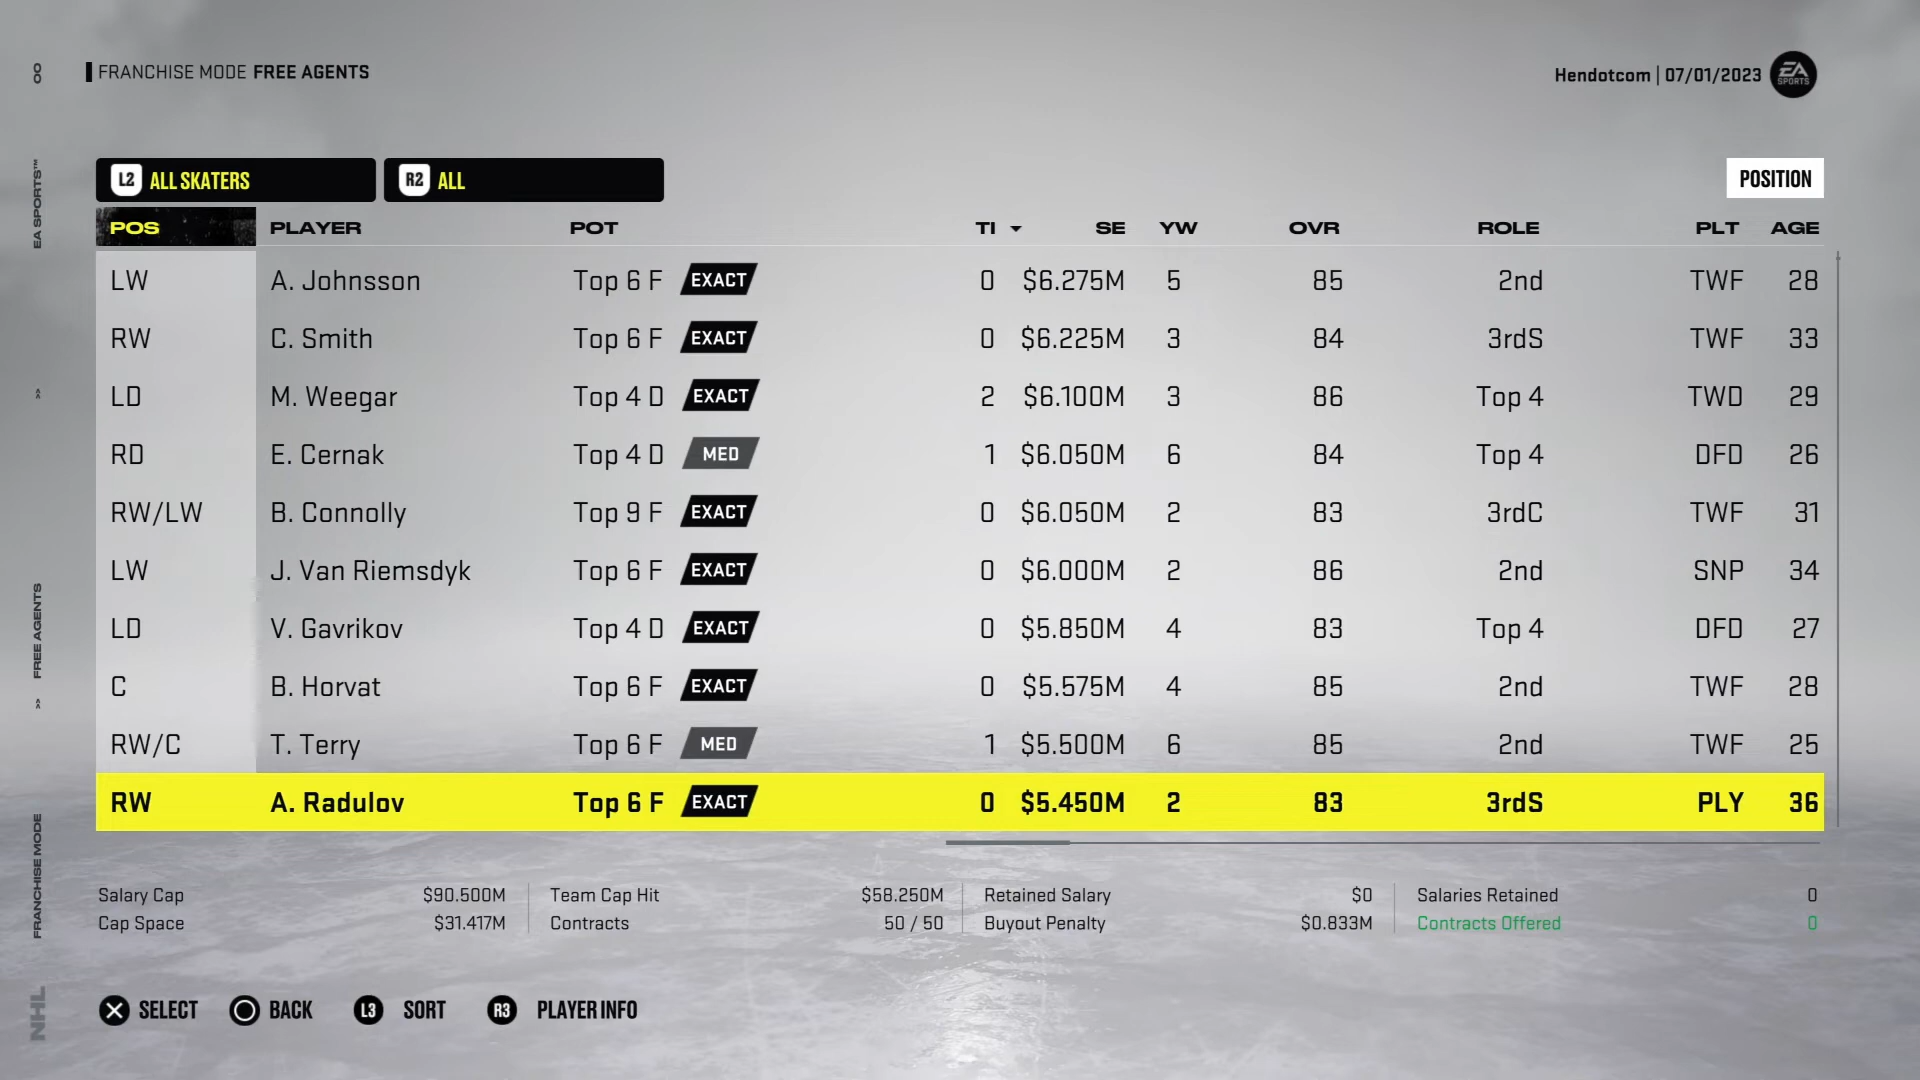 FRANCHISE MODE FREE AGENTS
Hendotcom | 07/01/2023
EA SPORTS
L2 ALL SKATERS
R2 ALL
POSITION
POS PLAYER POT TI SE YW OVR ROLE PLT AGE
LW A. Johnsson Top 6 F EXACT 0 $6.275M 5 85 2nd TWF 28
RW C. Smith Top 6 F EXACT 0 $6.225M 3 84 3rdS TWF 33
LD M. Weegar Top 4 D EXACT 2 $6.100M 3 86 Top 4 TWD 29
RD E. Cernak Top 4 D MED 1 $6.050M 6 84 Top 4 DFD 26
RW/LW B. Connolly Top 9 F EXACT 0 $6.050M 2 83 3rdC TWF 31
LW J. Van Riemsdyk Top 6 F EXACT 0 $6.000M 2 86 2nd SNP 34
LD V. Gavrikov Top 4 D EXACT 0 $5.850M 4 83 Top 4 DFD 27
C B. Horvat Top 6 F EXACT 0 $5.575M 4 85 2nd TWF 28
RW/C T. Terry Top 6 F MED 1 $5.500M 6 85 2nd TWF 25
RW A. Radulov Top 6 F EXACT 0 $5.450M 2 83 3rdS PLY 36
Salary Cap $90.500M Team Cap Hit $58.250M Retained Salary $0 Salaries Retained 0
Cap Space $31.417M Contracts 50 / 50 Buyout Penalty $0.833M Contracts Offered 0
SELECT BACK L3 SORT R3 PLAYER INFO
NHL FRANCHISE MODE >> FREE AGENTS >> EA SPORTS™